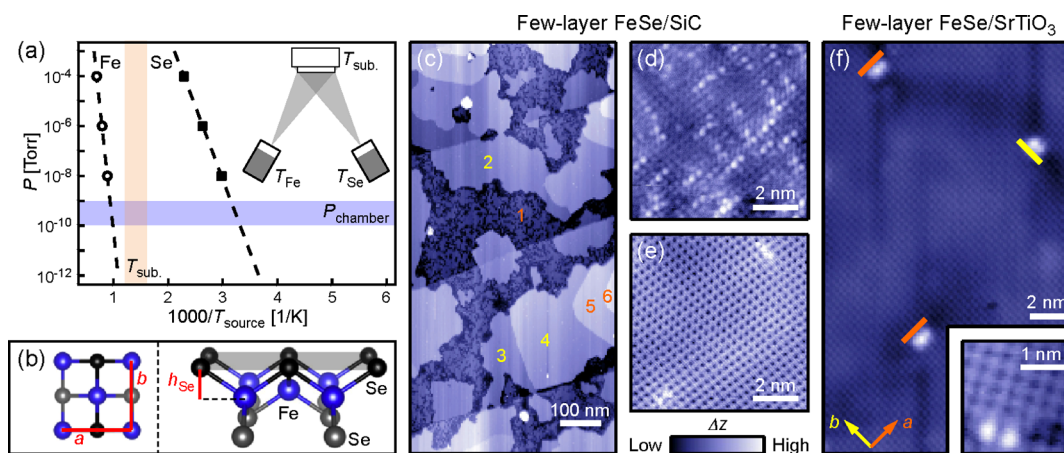 Few-layer FeSe/SiC
Few-layer FeSe/SrTiO3
(a)
Fe
Se
Tsub.
TFe
TSe
10-4
10-6
10-8
10-10
10-12
P [Torr]
Pchamber
Tsub.
1 2 3 4 5 6
1000/Tsource [1/K]
(b)
a
b
hSe
Fe
Se
Se
(c)
2
1
5
6
4
3
100 nm
(d)
2 nm
(e)
2 nm
Δz
Low
High
(f)
2 nm
1 nm
b
a